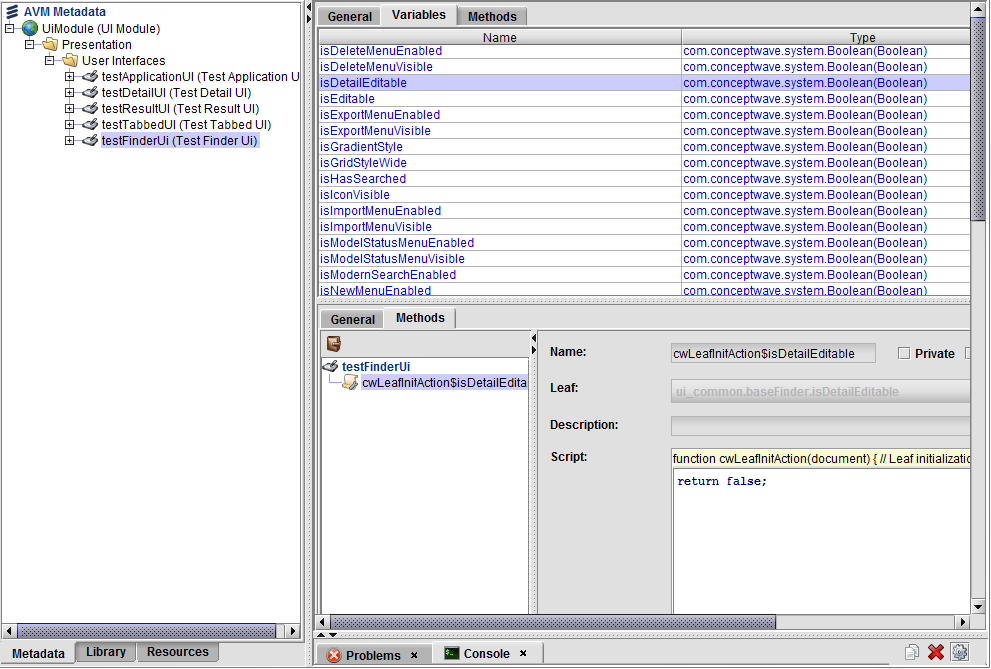 AVM Metadata
UiModule (UI Module)
Presentation
User Interfaces
testApplicationUI (Test Application U
testDetailUI (Test Detail UI)
testResultUI (Test Result UI)
testTabbedUI (Test Tabbed UI)
testFinderUi (Test Finder Ui)
Metadata Library Resources
General Variables Methods
Name Type
isDeleteMenuEnabled com.conceptwave.system.Boolean(Boolean)
isDeleteMenuVisible com.conceptwave.system.Boolean(Boolean)
isDetailEditable com.conceptwave.system.Boolean(Boolean)
isEditable com.conceptwave.system.Boolean(Boolean)
isExportMenuEnabled com.conceptwave.system.Boolean(Boolean)
isExportMenuVisible com.conceptwave.system.Boolean(Boolean)
isGradientStyle com.conceptwave.system.Boolean(Boolean)
isGridStyleWide com.conceptwave.system.Boolean(Boolean)
isHasSearched com.conceptwave.system.Boolean(Boolean)
isIconVisible com.conceptwave.system.Boolean(Boolean)
isImportMenuEnabled com.conceptwave.system.Boolean(Boolean)
isImportMenuVisible com.conceptwave.system.Boolean(Boolean)
isModelStatusMenuEnabled com.conceptwave.system.Boolean(Boolean)
isModelStatusMenuVisible com.conceptwave.system.Boolean(Boolean)
isModernSearchEnabled com.conceptwave.system.Boolean(Boolean)
isNewMenuEnabled com.conceptwave.system.Boolean(Boolean)
General Methods
testFinderUi
cwLeafInitAction$isDetailEdita
Name: cwLeafInitAction$isDetailEditable Private
Leaf: ui_common.baseFinder.isDetailEditable
Description:
Script: function cwLeafInitAction(document) { // Leaf initializatio
return false;
Problems × Console ×